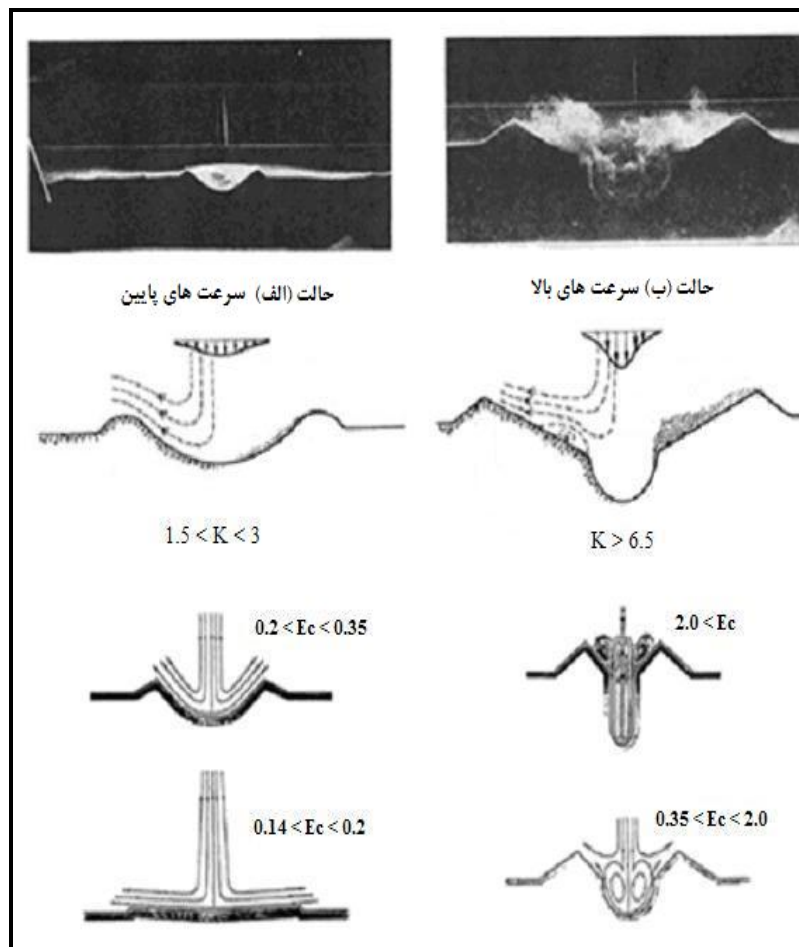 حالت (الف) سرعت های پایین
حالت (ب) سرعت های بالا
1.5 < K < 3
K > 6.5
0.2 < Ec < 0.35
2.0 < Ec
0.14 < Ec < 0.2
0.35 < Ec < 2.0